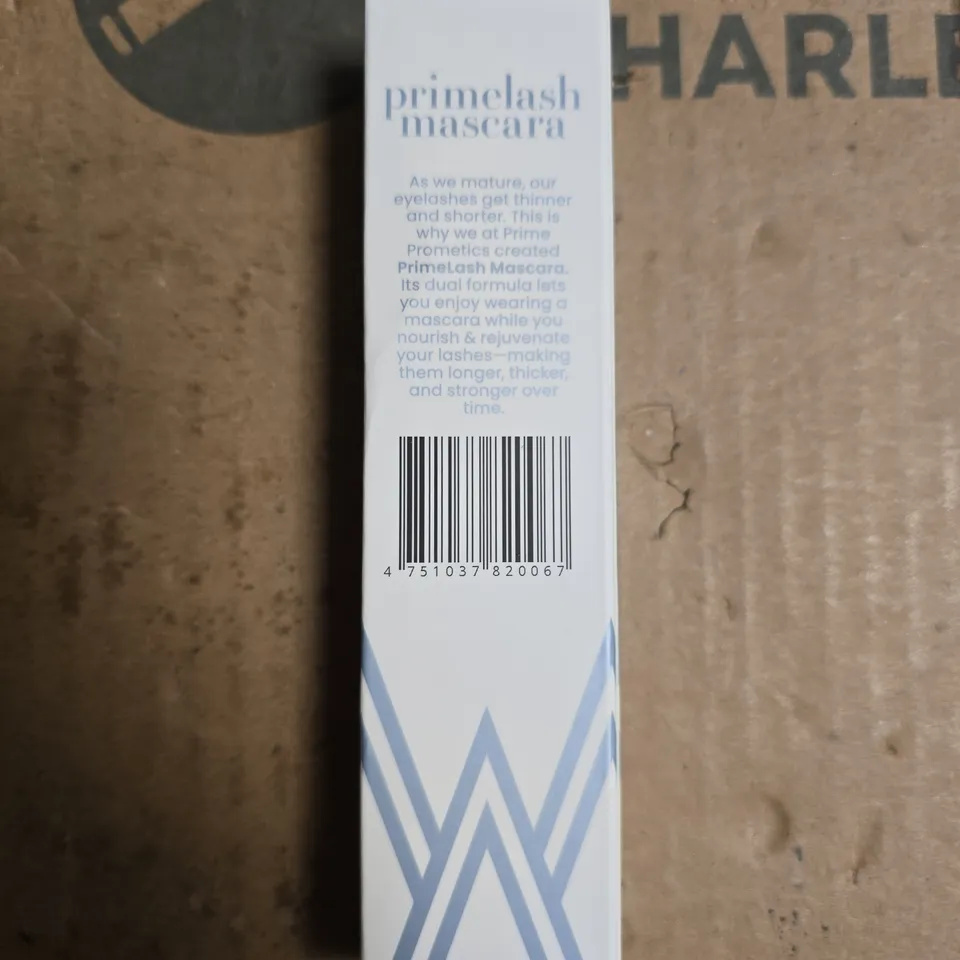 HARLE
primelash
mascara
As we mature, our
eyelashes get thinner
and shorter. This is
why we at Prime
Prometics created
PrimeLash Mascara.
Its dual formula lets
you enjoy wearing a
mascara while you
nourish & rejuvenate
your lashes—making
them longer, thicker,
and stronger over
time.
4 751037 820067